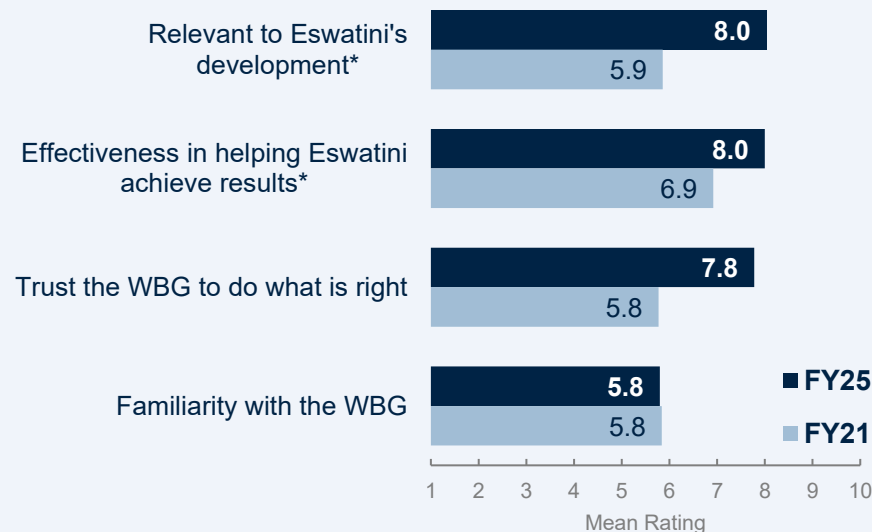 Relevant to Eswatini's
development*
8.0
5.9
Effectiveness in helping Eswatini
achieve results*
8.0
6.9
Trust the WBG to do what is right
7.8
5.8
Familiarity with the WBG
5.8
5.8
FY25
FY21
1 2 3 4 5 6 7 8 9 10
Mean Rating